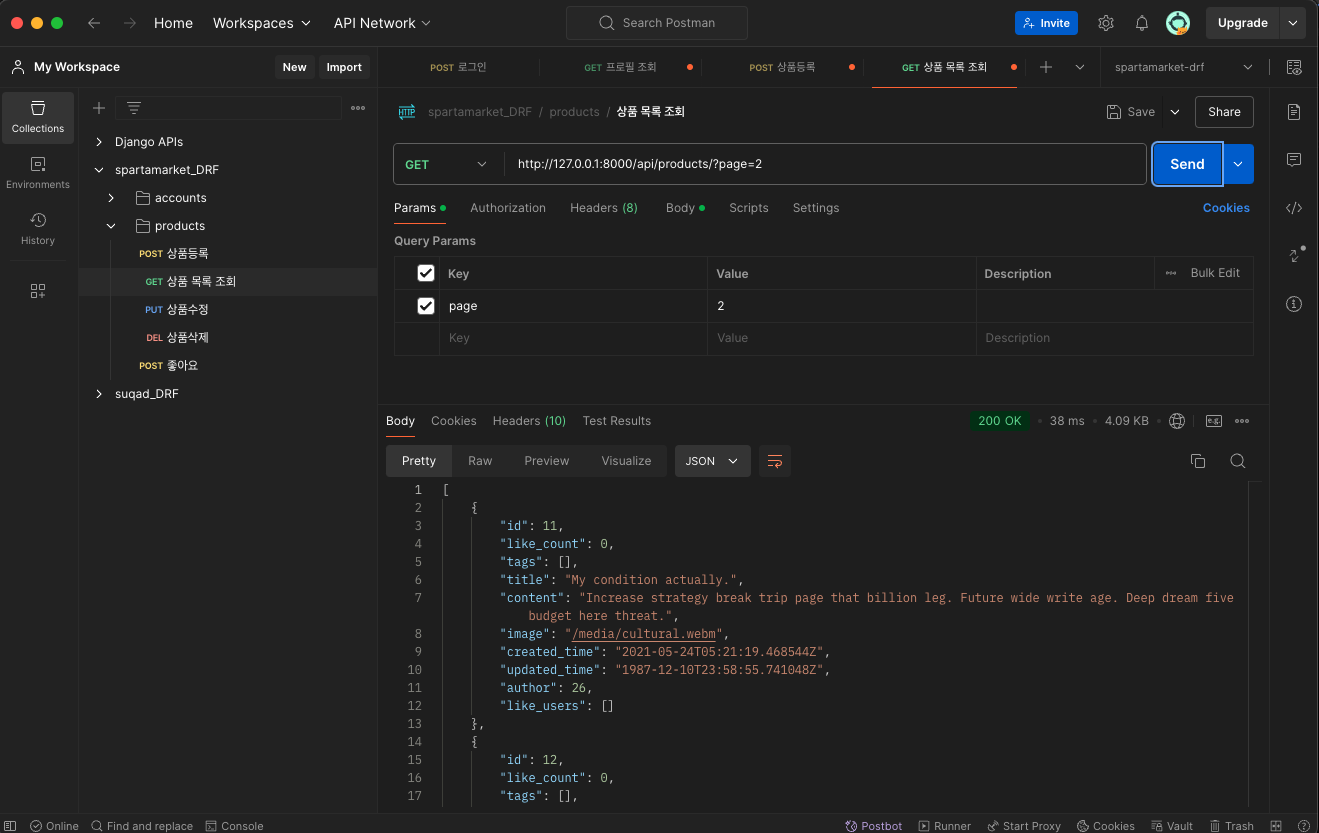 Home Workspaces API Network Search Postman Invite Upgrade
My Workspace New Import POST 로그인 GET 프로필 조회 POST 상품등록 GET 상품 목록 조회 spartamarket-drf
Collections
Environments
History
Django APIs
spartamarket_DRF
accounts
products
POST 상품등록
GET 상품 목록 조회
PUT 상품수정
DEL 상품삭제
POST 좋아요
suqad_DRF
HTTP spartamarket_DRF / products / 상품 목록 조회 Save Share
GET http://127.0.0.1:8000/api/products/?page=2 Send
Params Authorization Headers (8) Body Scripts Settings Cookies
Query Params
Key Value Description Bulk Edit
page 2
Key Value Description
Body Cookies Headers (10) Test Results 200 OK 38 ms 4.09 KB
Pretty Raw Preview Visualize JSON
1 [
2 {
3 "id": 11,
4 "like_count": 0,
5 "tags": [],
6 "title": "My condition actually.",
7 "content": "Increase strategy break trip page that billion leg. Future wide write age. Deep dream five
budget here threat.",
8 "image": "/media/cultural.webm",
9 "created_time": "2021-05-24T05:21:19.468544Z",
10 "updated_time": "1987-12-10T23:58:55.741048Z",
11 "author": 26,
12 "like_users": []
13 },
14 {
15 "id": 12,
16 "like_count": 0,
17 "tags": [],
Online Find and replace Console Postbot Runner Start Proxy Cookies Vault Trash